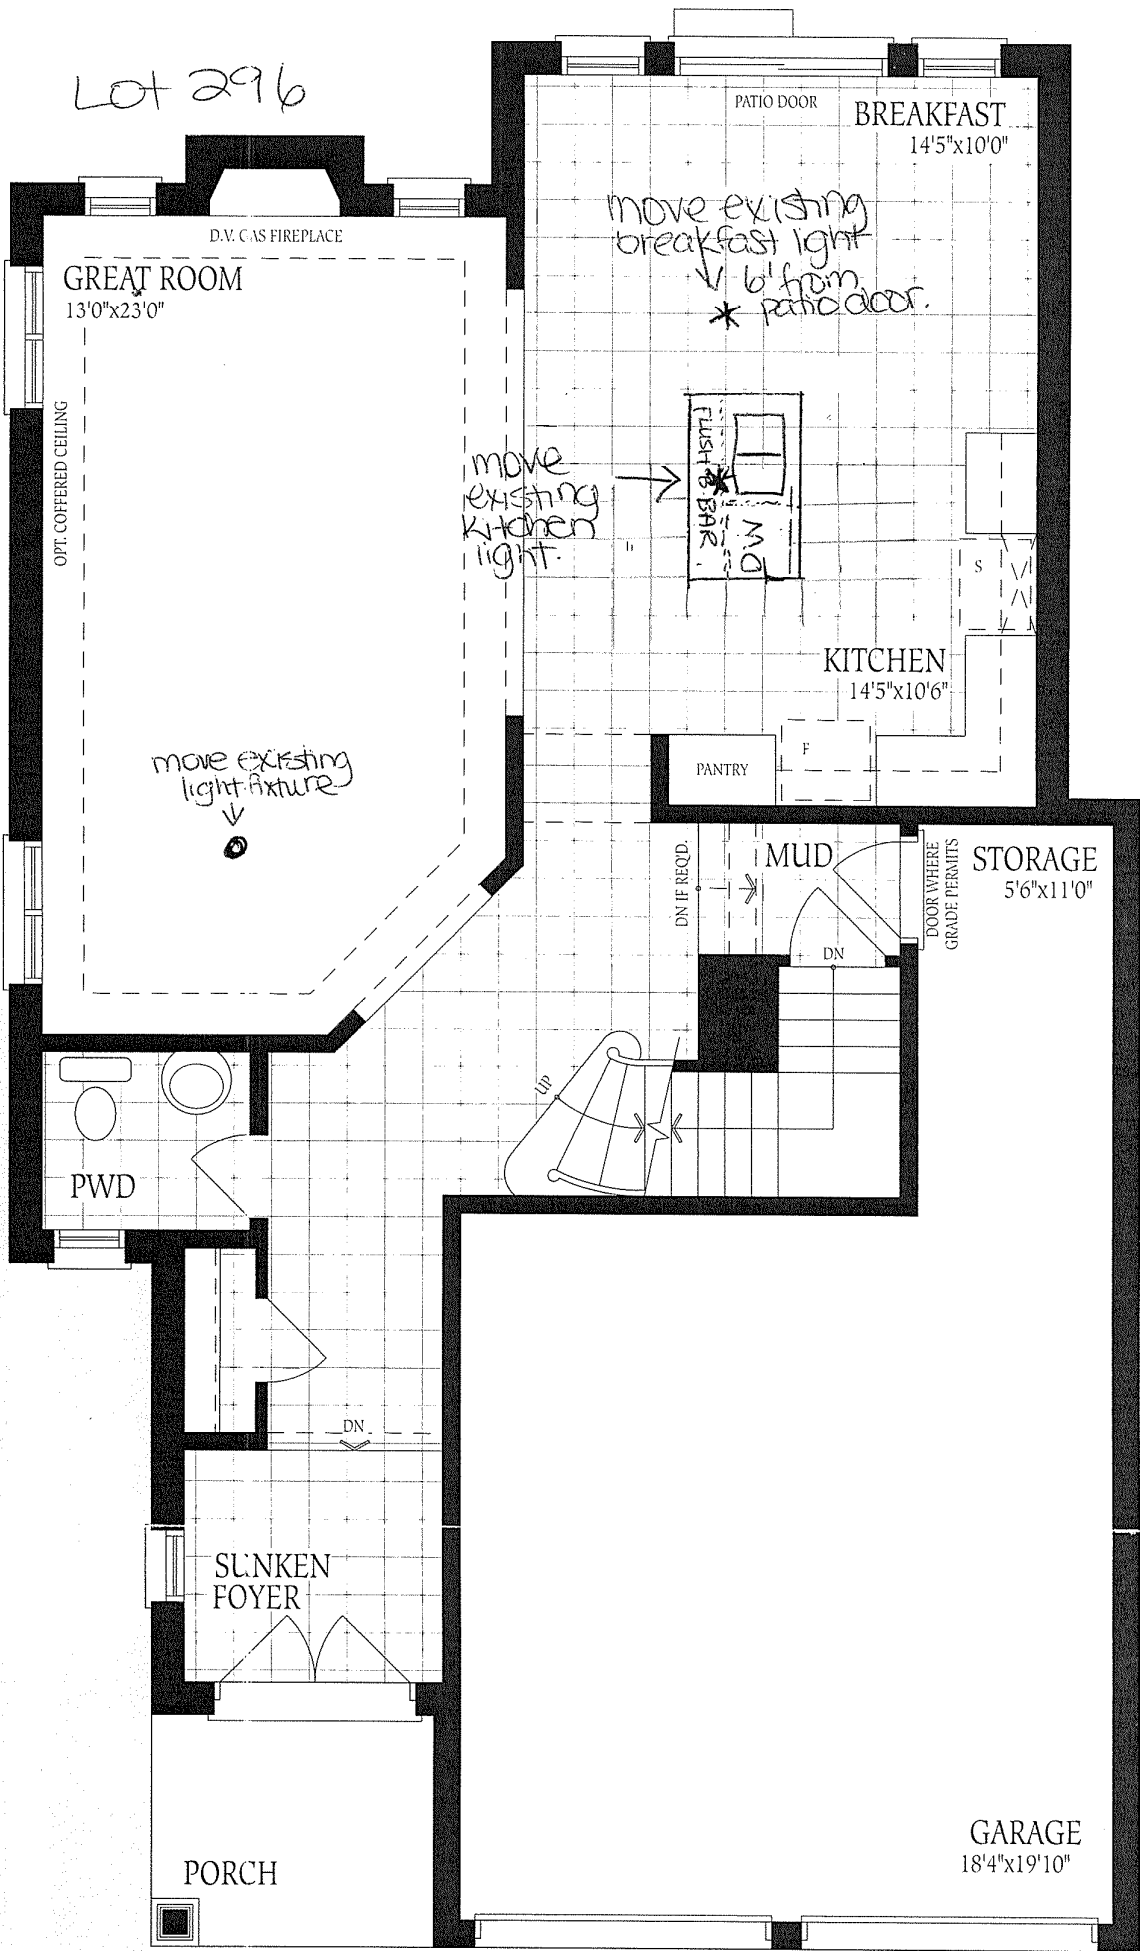 Lot 296
PATIO DOOR
BREAKFAST
14'5"x10'0"
move existing
breakfast light
6' from
patio door.
D.V. GAS FIREPLACE
GREAT ROOM
13'0"x23'0"
OPT. COFFERED CEILING
move
existing
kitchen
light.
FLUSH BAR
S
KITCHEN
14'5"x10'6"
move existing
light fixture
PANTRY
F
MUD
DN IF REQ'D.
DOOR WHERE
GRADE PERMITS
STORAGE
5'6"x11'0"
DN
UP
PWD
DN
SUNKEN
FOYER
PORCH
GARAGE
18'4"x19'10"